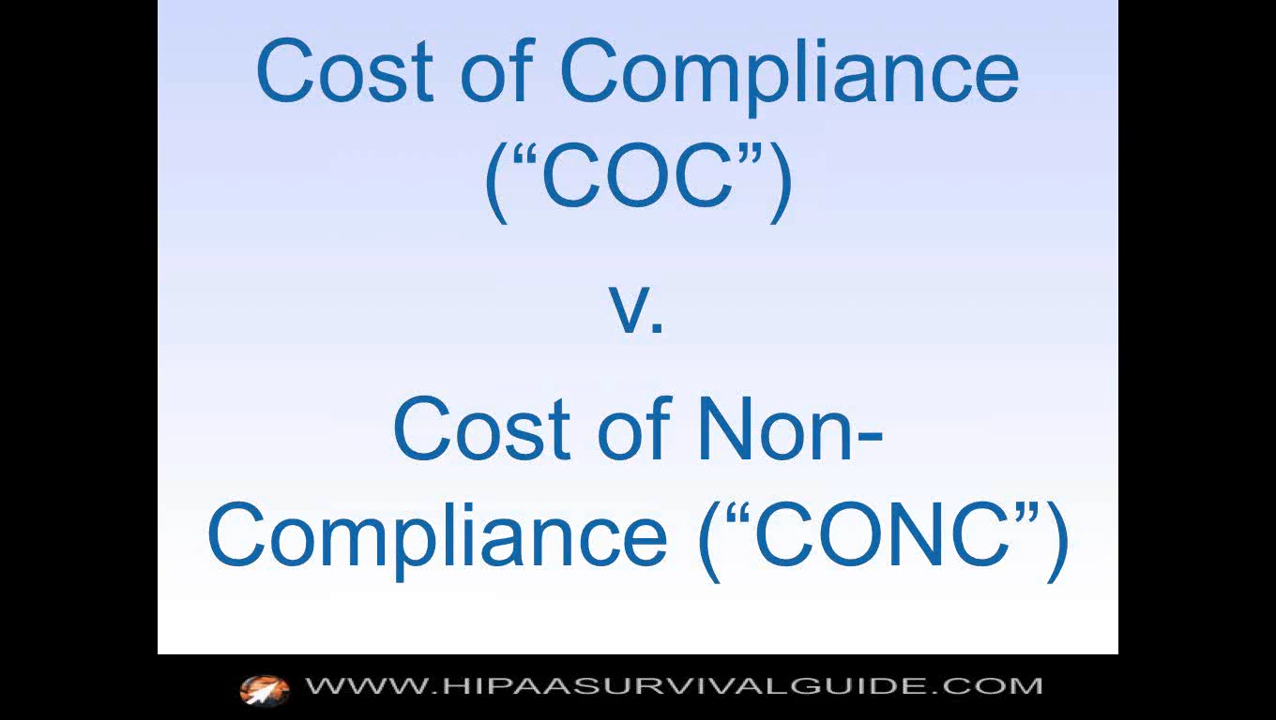 Cost of Compliance
(“COC”)
v.
Cost of Non-
Compliance (“CONC”)
WWW.HIPAASURVIVALGUIDE.COM